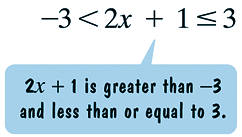 −3 < 2x + 1 ≤ 3
2x + 1 is greater than −3
and less than or equal to 3.